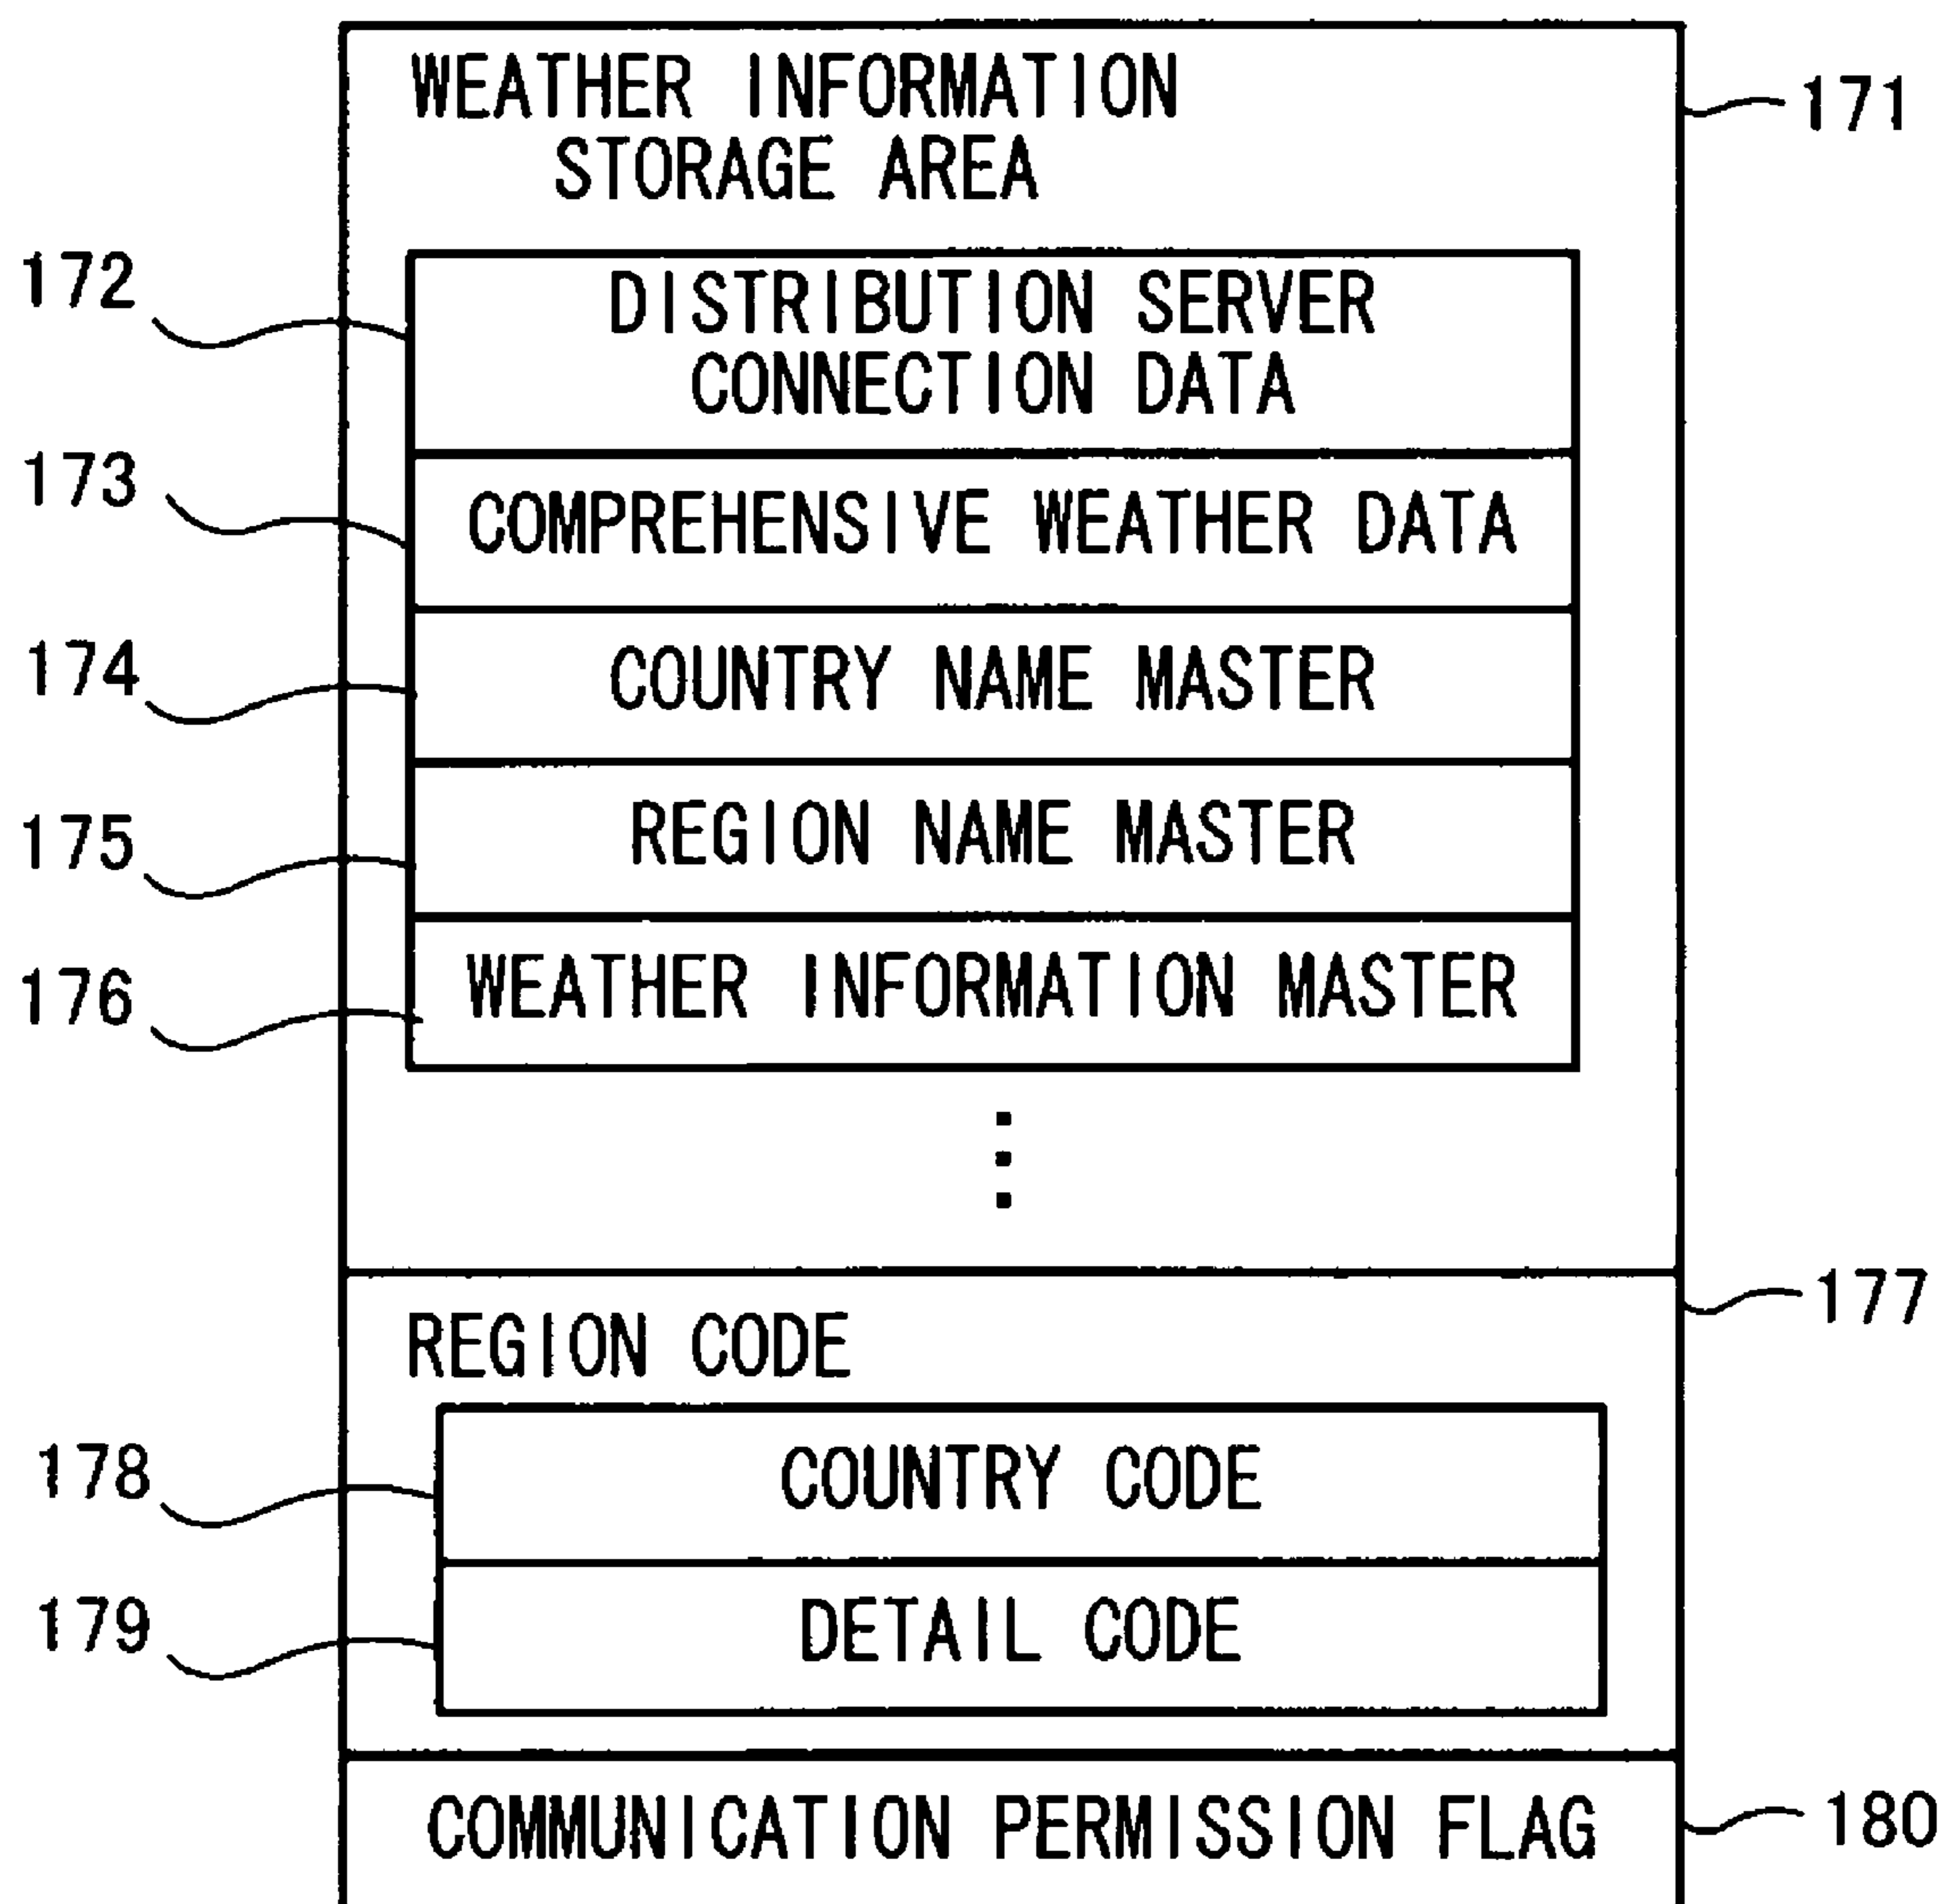 WEATHER INFORMATION
STORAGE AREA
171
172
DISTRIBUTION SERVER
CONNECTION DATA
173
COMPREHENSIVE WEATHER DATA
174
COUNTRY NAME MASTER
175
REGION NAME MASTER
176
WEATHER INFORMATION MASTER
177
REGION CODE
178
COUNTRY CODE
179
DETAIL CODE
COMMUNICATION PERMISSION FLAG
180